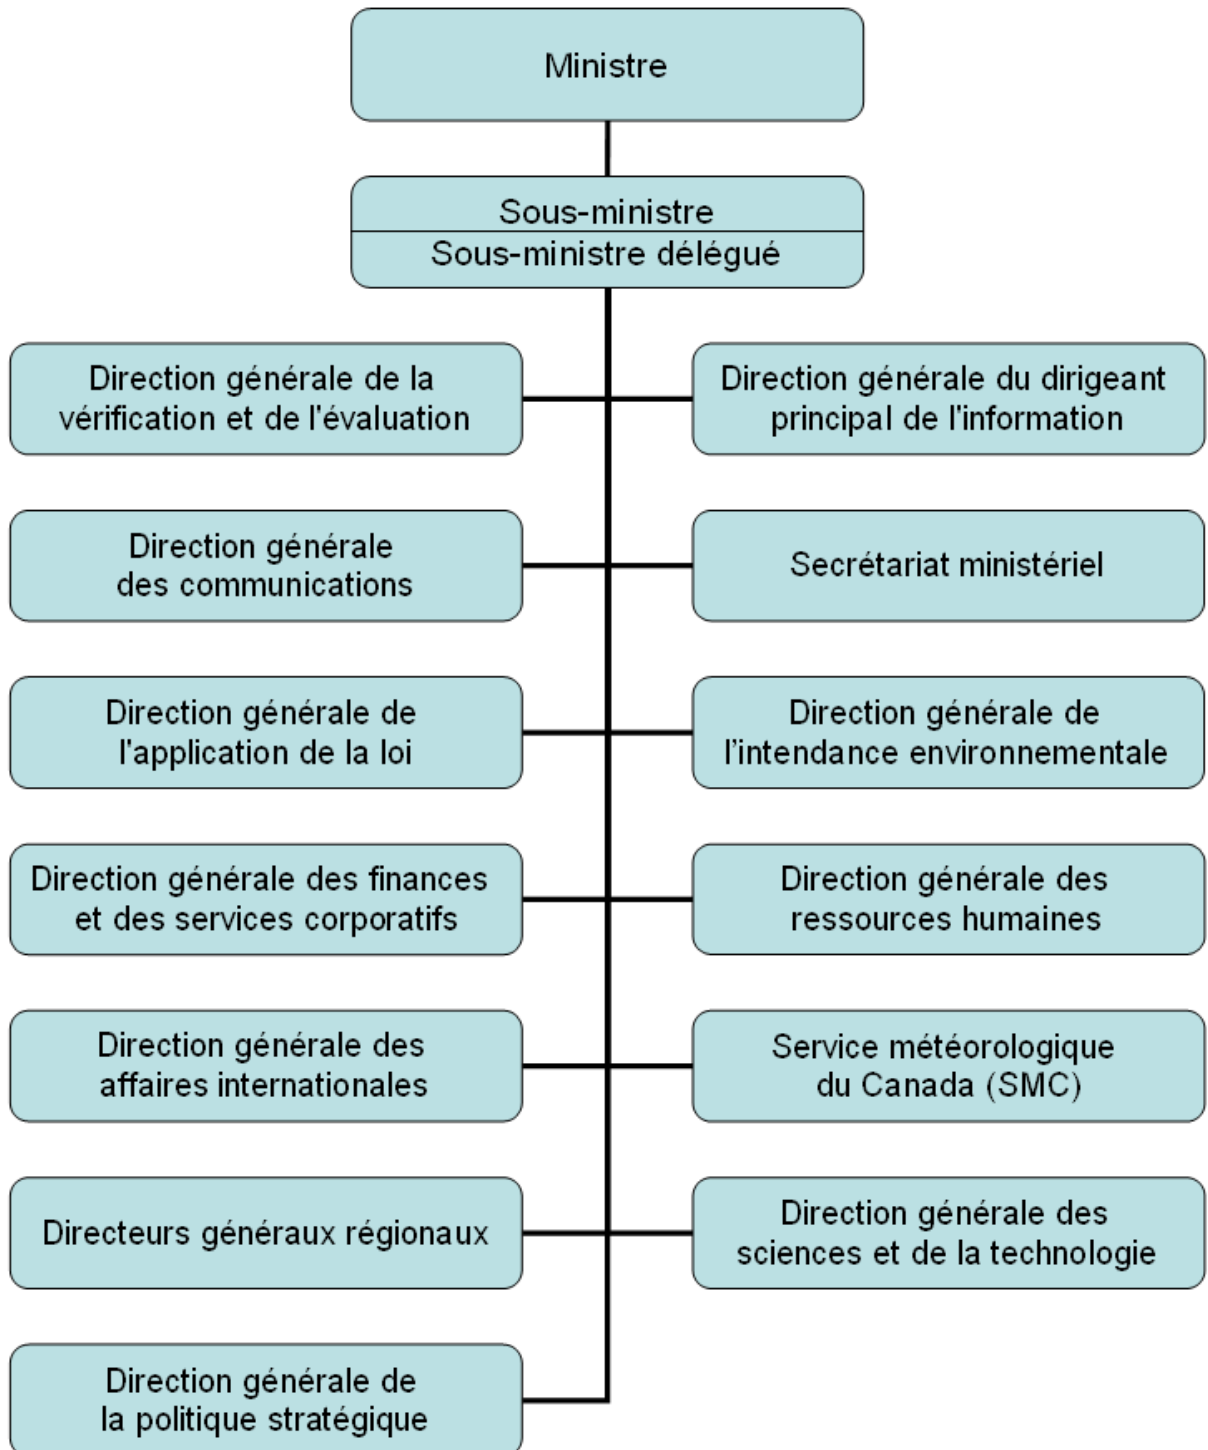 Ministre
Sous-ministre
Sous-ministre délégué
Direction générale de la
vérification et de l'évaluation
Direction générale du dirigeant
principal de l'information
Direction générale
des communications
Secrétariat ministériel
Direction générale de
l'application de la loi
Direction générale de
l’intendance environnementale
Direction générale des finances
et des services corporatifs
Direction générale des
ressources humaines
Direction générale des
affaires internationales
Service météorologique
du Canada (SMC)
Directeurs généraux régionaux
Direction générale des
sciences et de la technologie
Direction générale de
la politique stratégique